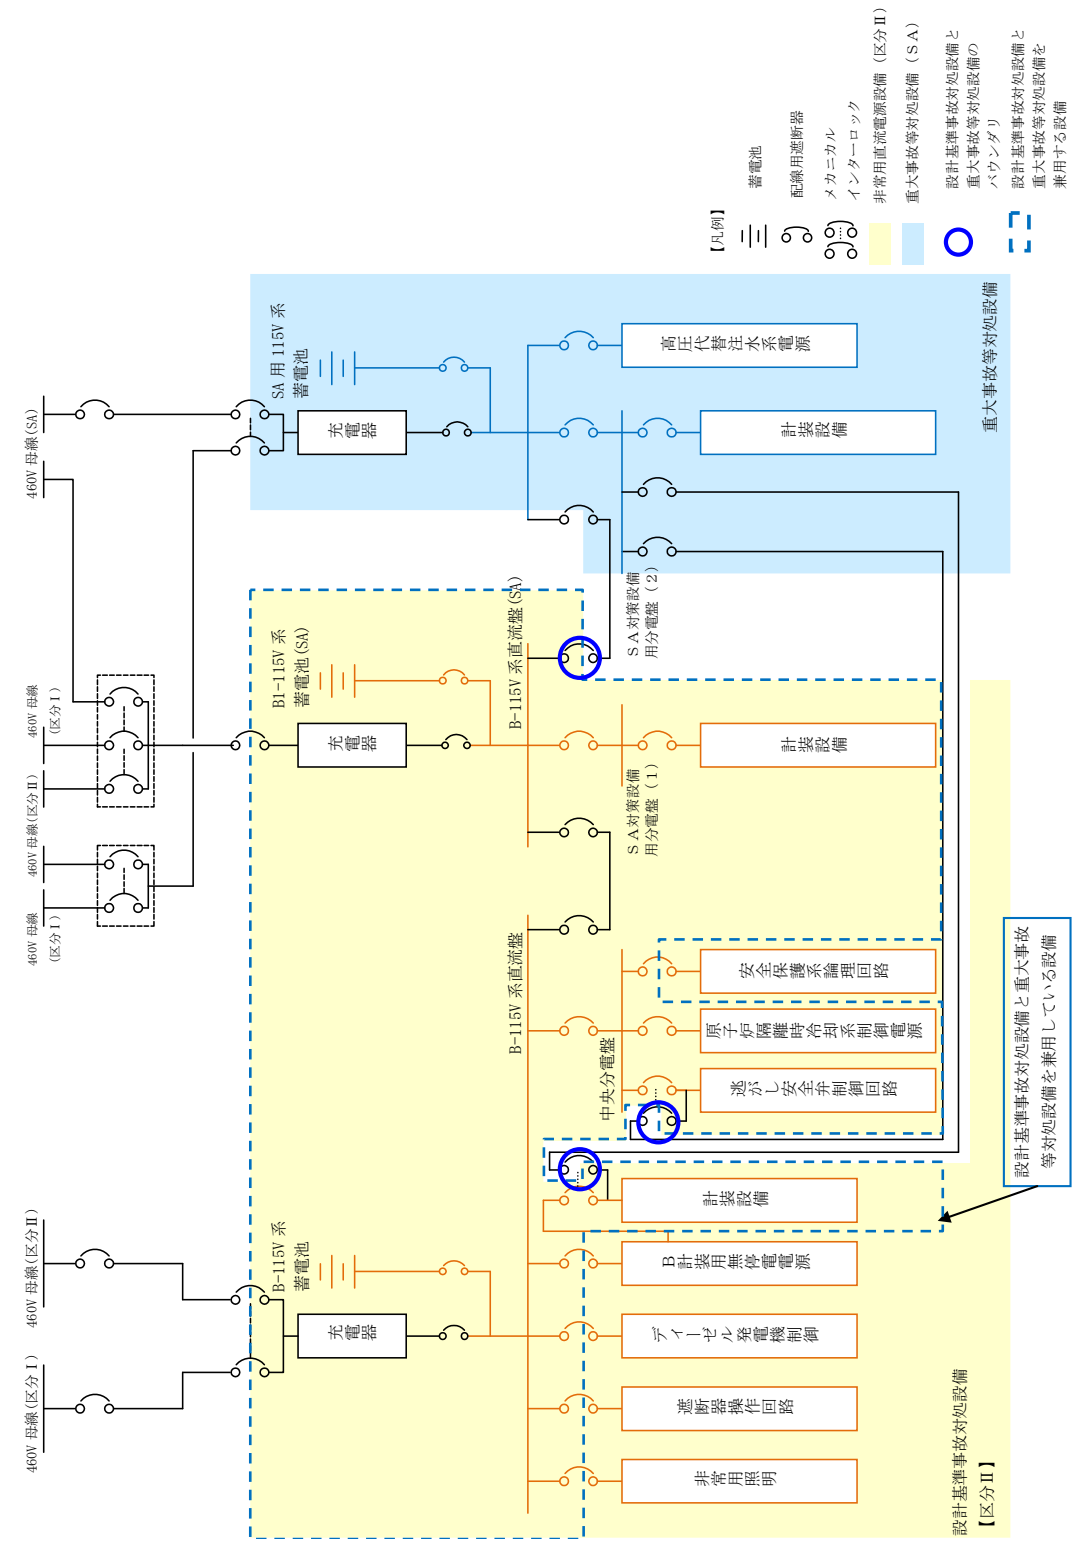 460V 母線(区分Ⅰ)
460V 母線(区分Ⅱ)
460V 母線
(区分Ⅰ)
460V 母線(区分Ⅱ)
460V 母線
(区分Ⅰ)
460V 母線(SA)
B-115V 系
蓄電池
充電器
B1-115V 系
蓄電池(SA)
充電器
SA 用 115V 系
蓄電池
充電器
B-115V 系直流盤
B-115V 系直流盤(SA)
中央分電盤
SA対策設備
用分電盤(1)
SA対策設備
用分電盤(2)
非常用照明
遮断器操作回路
ディーゼル発電機制御
B計装用無停電電源
計装設備
逃がし安全弁制御回路
原子炉隔離時冷却系制御電源
安全保護系論理回路
計装設備
計装設備
高圧代替注水系電源
設計基準事故対処設備
【区分Ⅱ】
重大事故等対処設備
設計基準事故対処設備と重大事故
等対処設備を兼用している設備
【凡例】
蓄電池
配線用遮断器
メカニカル
インターロック
非常用直流電源設備(区分Ⅱ)
重大事故等対処設備(SA)
設計基準事故対処設備と
重大事故等対処設備の
バウンダリ
設計基準事故対処設備と
重大事故等対処設備を
兼用する設備